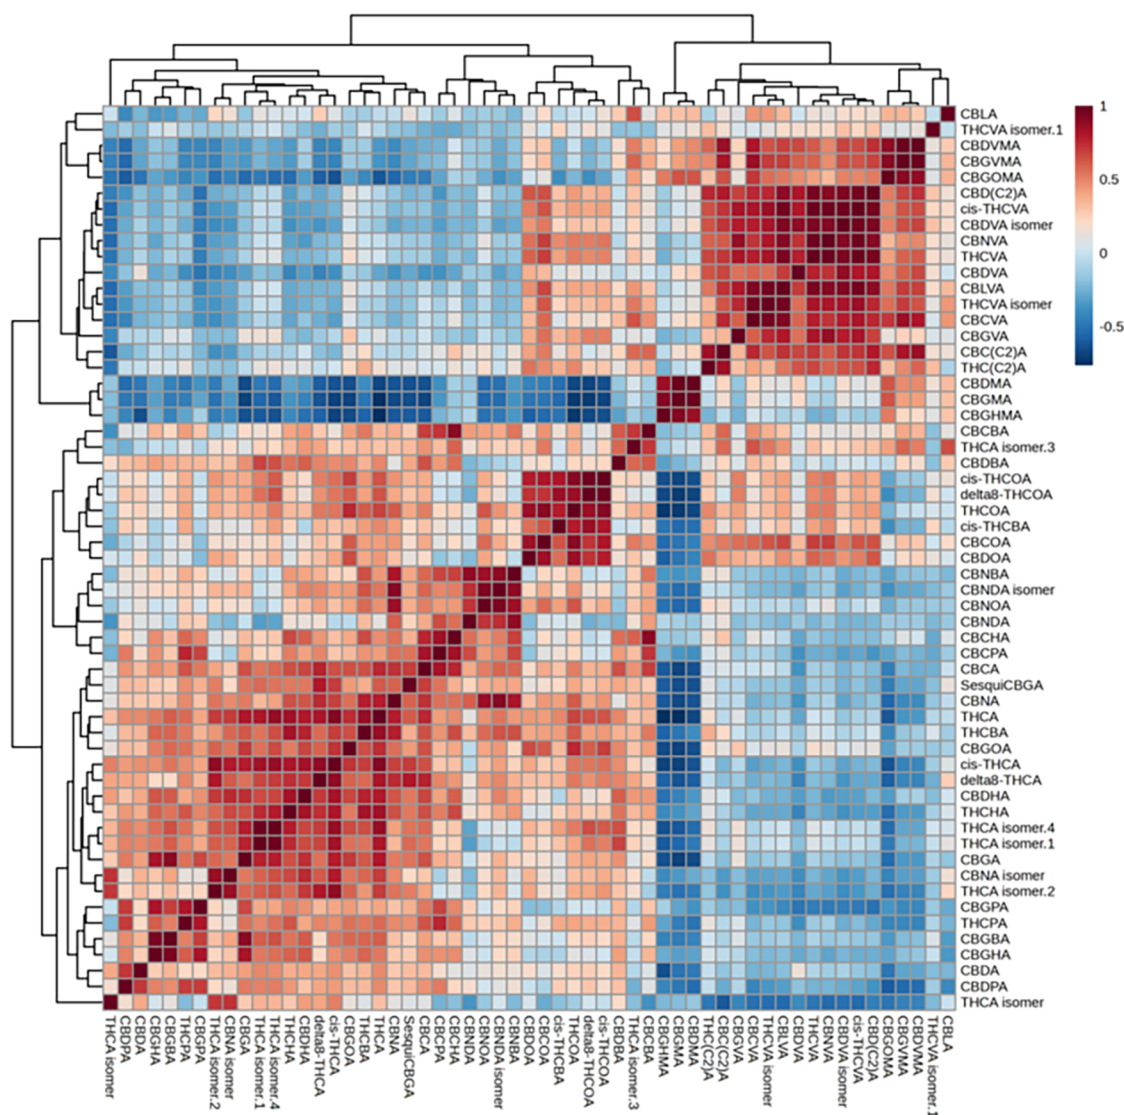 CBLA
THCVA isomer.1
CBDVMA
CBGVMA
CBGOMA
CBD(C2)A
cis-THCVA
CBDVA isomer
CBNVA
THCVA
CBDVA
CBLVA
THCVA isomer
CBCVA
CBGVA
CBC(C2)A
THC(C2)A
CBDMA
CBGMA
CBGHMA
CBCBA
THCA isomer.3
CBDBA
cis-THCOA
delta8-THCOA
THCOA
cis-THCBA
CBCOA
CBDOA
CBNBA
CBNDA isomer
CBNOA
CBNDA
CBCHA
CBCPA
CBCA
SesquiCBGA
CBNA
THCA
THCBA
CBGOA
cis-THCA
delta8-THCA
CBDHA
THCHA
THCA isomer.4
THCA isomer.1
CBGA
CBNA isomer
THCA isomer.2
CBGPA
THCPA
CBGBA
CBGHA
CBDA
CBDPA
THCA isomer
1
0.5
0
-0.5
THCA isomer
CBDPA
CBDA
CBGHA
CBGBA
THCPA
CBGPA
THCA isomer.2
CBNA isomer
CBGA
THCA isomer.1
THCA isomer.4
THCHA
CBDHA
delta8-THCA
cis-THCA
CBGOA
THCBA
THCA
CBNA
SesquiCBGA
CBCA
CBCPA
CBCHA
CBNDA
CBNOA
CBNDA isomer
CBNBA
CBDOA
CBCOA
cis-THCBA
THCOA
delta8-THCOA
cis-THCOA
CBDBA
THCA isomer.3
CBCBA
CBGHMA
CBGMA
CBDMA
THC(C2)A
CBC(C2)A
CBGVA
CBCVA
THCVA isomer
CBLVA
CBDVA
THCVA
CBNVA
CBDVA isomer
cis-THCVA
CBD(C2)A
CBGOMA
CBGVMA
CBDVMA
THCVA isomer.1
CBLA